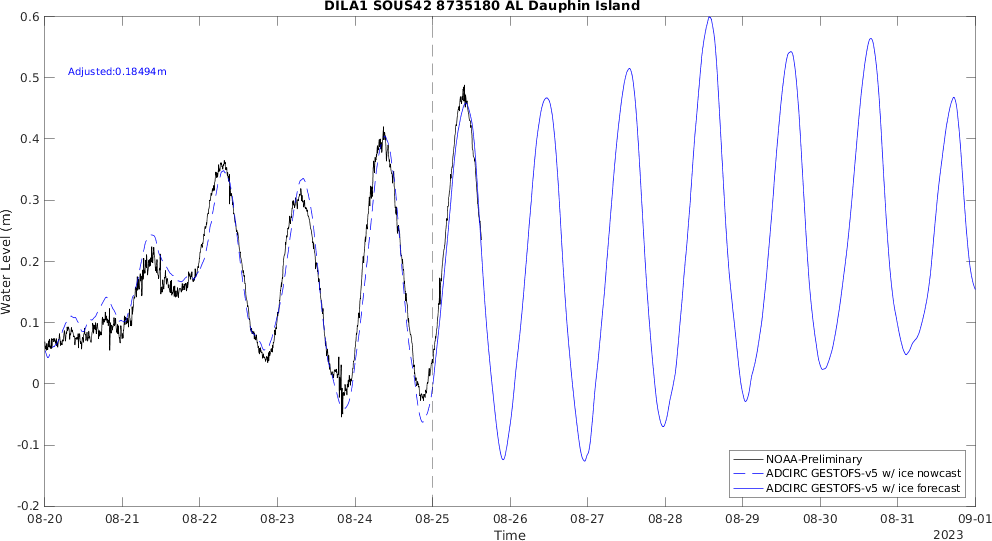 DILA1 SOUS42 8735180 AL Dauphin Island
Adjusted:0.18494m
Water Level (m)
0.6
0.5
0.4
0.3
0.2
0.1
0
-0.1
-0.2
NOAA-Preliminary
ADCIRC GESTOFS-v5 w/ ice nowcast
ADCIRC GESTOFS-v5 w/ ice forecast
08-20 08-21 08-22 08-23 08-24 08-25 08-26 08-27 08-28 08-29 08-30 08-31 09-01
Time
2023